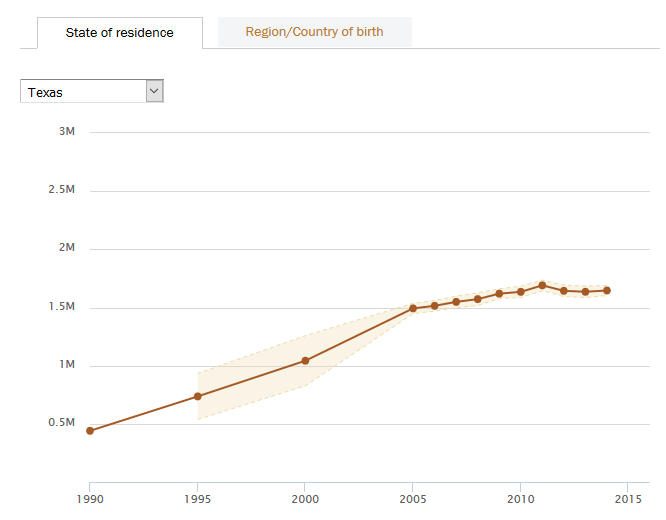 State of residence
Region/Country of birth
Texas
3M
2.5M
2M
1.5M
1M
0.5M
1990 1995 2000 2005 2010 2015